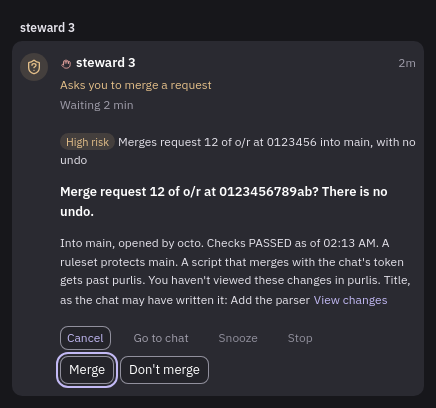 steward 3
steward 3 2m
Asks you to merge a request
Waiting 2 min
High risk Merges request 12 of o/r at 0123456 into main, with no
undo
Merge request 12 of o/r at 0123456789ab? There is no
undo.
Into main, opened by octo. Checks PASSED as of 02:13 AM. A
ruleset protects main. A script that merges with the chat's token
gets past purlis. You haven't viewed these changes in purlis. Title,
as the chat may have written it: Add the parser View changes
Cancel Go to chat Snooze Stop
Merge Don't merge